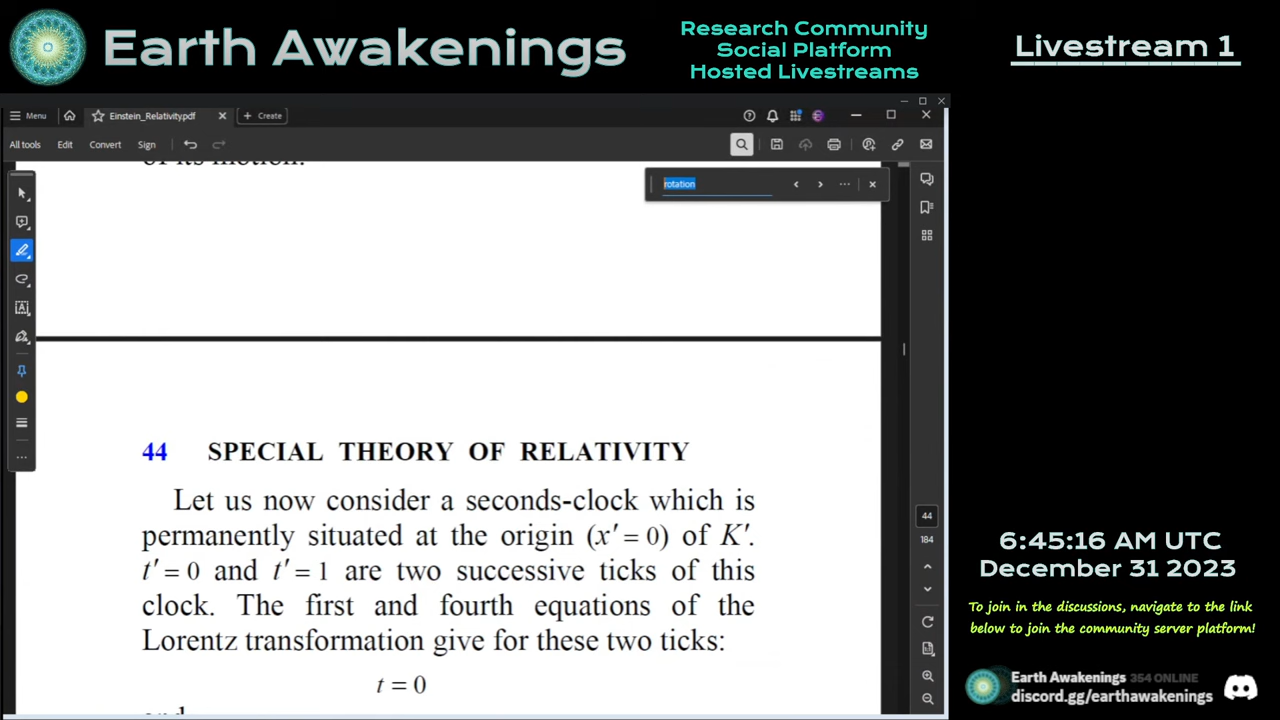 Earth Awakenings
Research Community
Social Platform
Hosted Livestreams
Livestream 1
Menu
Einstein_Relativity.pdf
Create
All tools
Edit
Convert
Sign
of its motion.
rotation
44 SPECIAL THEORY OF RELATIVITY
Let us now consider a seconds-clock which is
permanently situated at the origin (x′ = 0) of K′.
t′ = 0 and t′ = 1 are two successive ticks of this
clock. The first and fourth equations of the
Lorentz transformation give for these two ticks:
t = 0
and
44
184
6:45:16 AM UTC
December 31 2023
To join in the discussions, navigate to the link
below to join the community server platform!
Earth Awakenings 354 ONLINE
discord.gg/earthawakenings